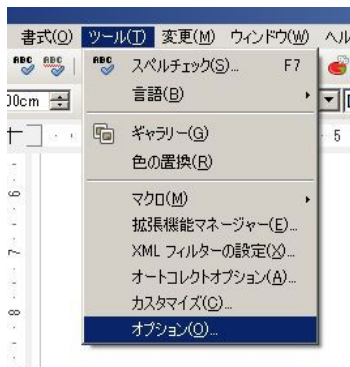 書式(O) ツール(T) 変更(M) ウィンドウ(W) ヘル
ABC ABC ABC スペルチェック(S)... F7
00cm 言語(B)
ギャラリー(G) 5
色の置換(R)
マクロ(M)
拡張機能マネージャー(E)...
XML フィルターの設定(X)...
オートコレクトオプション(A)...
カスタマイズ(C)...
オプション(O)...